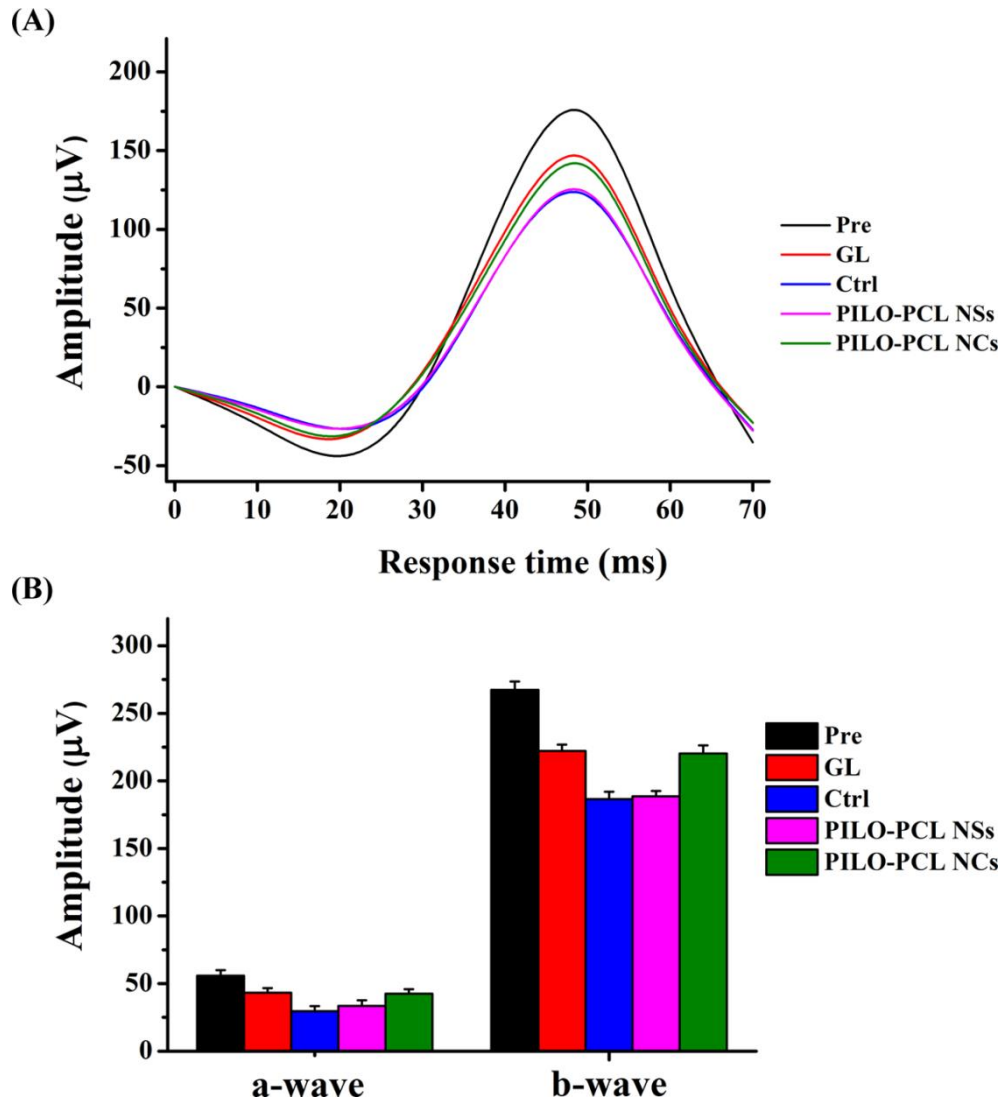 (A)
200
150
100
50
0
-50
Amplitude (μV)
0 10 20 30 40 50 60 70
Response time (ms)
Pre
GL
Ctrl
PILO-PCL NSs
PILO-PCL NCs
(B)
300
250
200
150
100
50
0
Amplitude (μV)
a-wave b-wave
Pre
GL
Ctrl
PILO-PCL NSs
PILO-PCL NCs